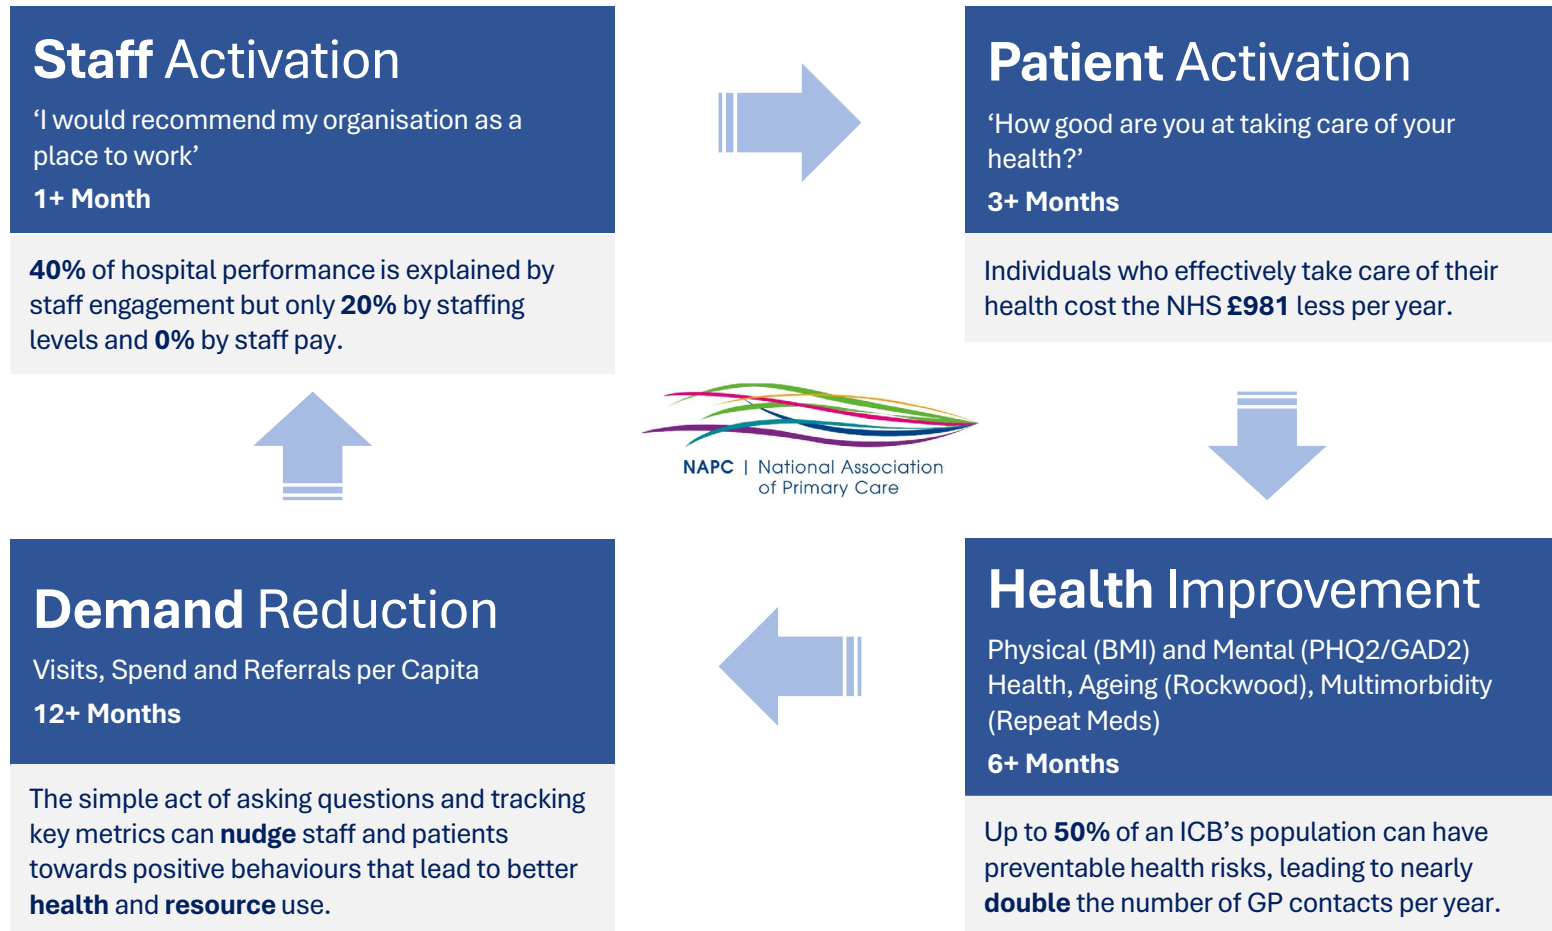 Staff Activation
‘I would recommend my organisation as a
place to work’
1+ Month
40% of hospital performance is explained by
staff engagement but only 20% by staffing
levels and 0% by staff pay.
Patient Activation
‘How good are you at taking care of your
health?’
3+ Months
Individuals who effectively take care of their
health cost the NHS £981 less per year.
NAPC | National Association
of Primary Care
Demand Reduction
Visits, Spend and Referrals per Capita
12+ Months
The simple act of asking questions and tracking
key metrics can nudge staff and patients
towards positive behaviours that lead to better
health and resource use.
Health Improvement
Physical (BMI) and Mental (PHQ2/GAD2)
Health, Ageing (Rockwood), Multimorbidity
(Repeat Meds)
6+ Months
Up to 50% of an ICB’s population can have
preventable health risks, leading to nearly
double the number of GP contacts per year.